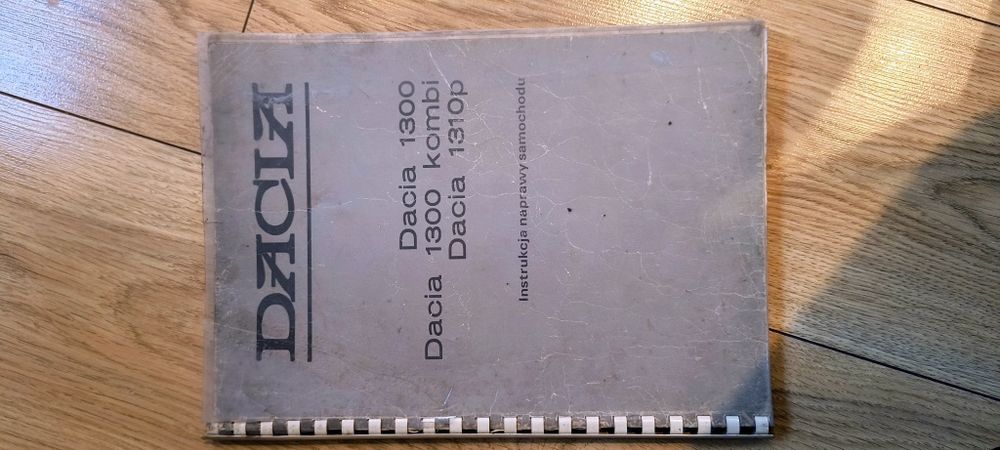 DACIA
Dacia 1300
Dacia 1300 kombi
Dacia 1310p
Instrukcja naprawy samochodu